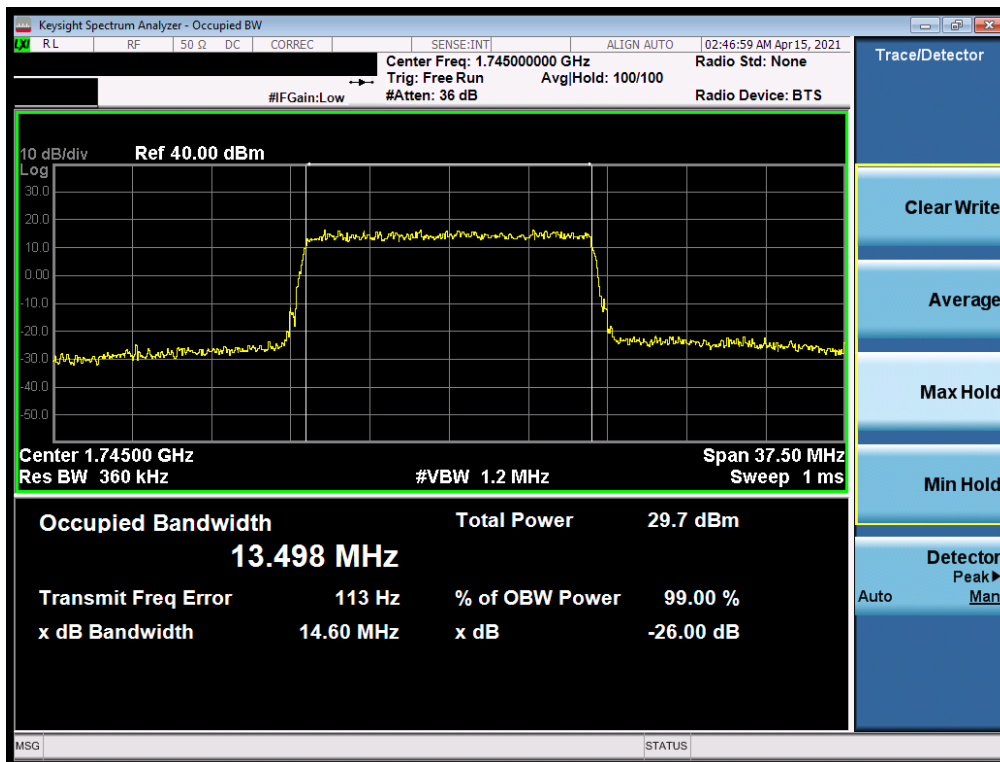 Keysight Spectrum Analyzer - Occupied BW
LXI RL RF 50 Ω DC CORREC SENSE:INT ALIGN AUTO 02:46:59 AM Apr 15, 2021
Center Freq: 1.745000000 GHz Radio Std: None
Trig: Free Run Avg|Hold: 100/100
#IFGain:Low #Atten: 36 dB Radio Device: BTS
Trace/Detector
10 dB/div Ref 40.00 dBm
Log
30.0
20.0
10.0
0.00
-10.0
-20.0
-30.0
-40.0
-50.0
Center 1.74500 GHz Span 37.50 MHz
Res BW 360 kHz #VBW 1.2 MHz Sweep 1 ms
Clear Write
Average
Max Hold
Min Hold
Detector
Peak▶
Auto Man
Occupied Bandwidth Total Power 29.7 dBm
13.498 MHz
Transmit Freq Error 113 Hz % of OBW Power 99.00 %
x dB Bandwidth 14.60 MHz x dB -26.00 dB
MSG STATUS